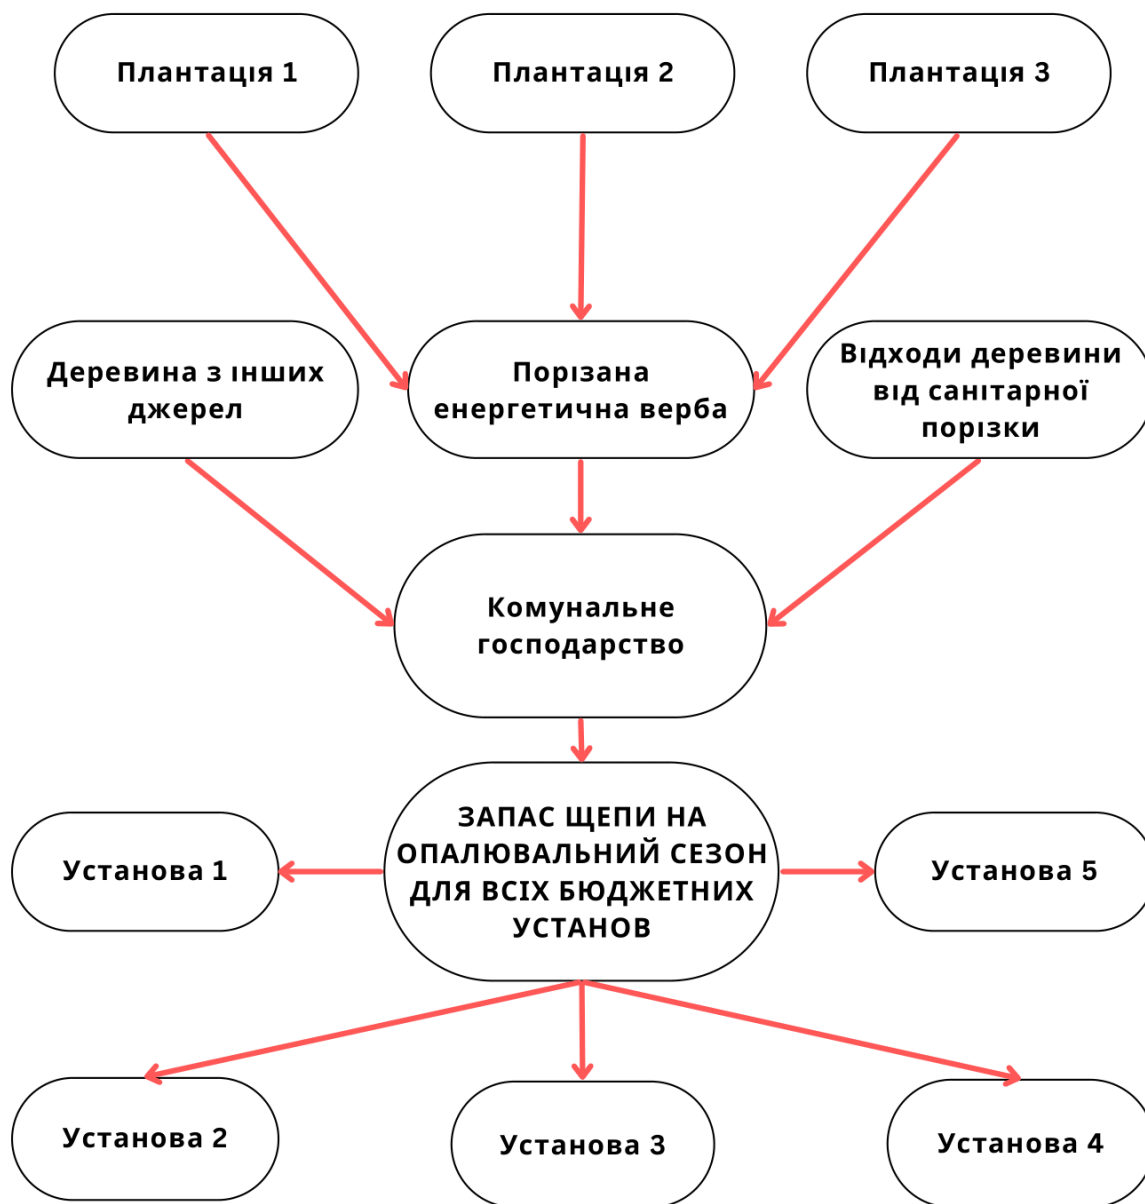 Плантація 1
Плантація 2
Плантація 3
Деревина з інших
джерел
Порізана
енергетична верба
Відходи деревини
від санітарної
порізки
Комунальне
господарство
ЗАПАС ЩЕПИ НА
ОПАЛЮВАЛЬНИЙ СЕЗОН
ДЛЯ ВСІХ БЮДЖЕТНИХ
УСТАНОВ
Установа 1
Установа 5
Установа 2
Установа 3
Установа 4